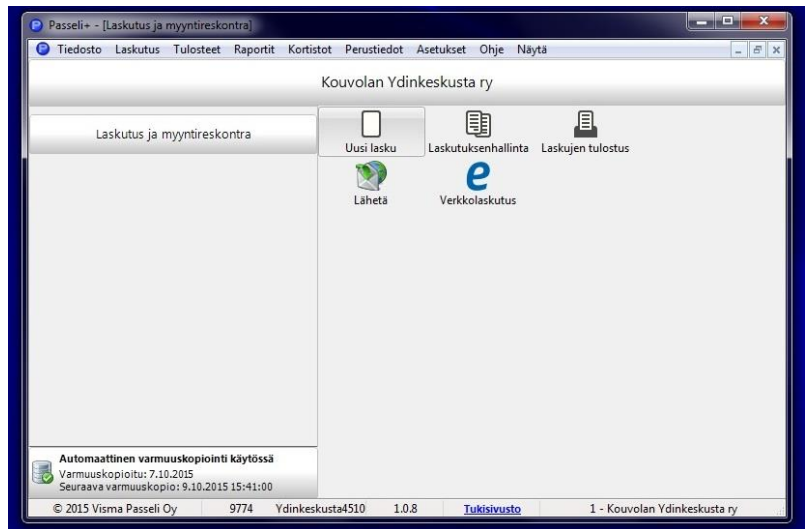 Passeli+ - [Laskutus ja myyntireskontra]
Tiedosto Laskutus Tulosteet Raportit Kortistot Perustiedot Asetukset Ohje Näytä
Kouvolan Ydinkeskusta ry
Laskutus ja myyntireskontra
Uusi lasku Laskutuksenhallinta Laskujen tulostus
Lähetä Verkkolaskutus
Automaattinen varmuuskopiointi käytössä
Varmuuskopioitu: 7.10.2015
Seuraava varmuuskopio: 9.10.2015 15:41:00
© 2015 Visma Passeli Oy 9774 Ydinkeskusta4510 1.0.8 Tukisivusto 1 - Kouvolan Ydinkeskusta ry